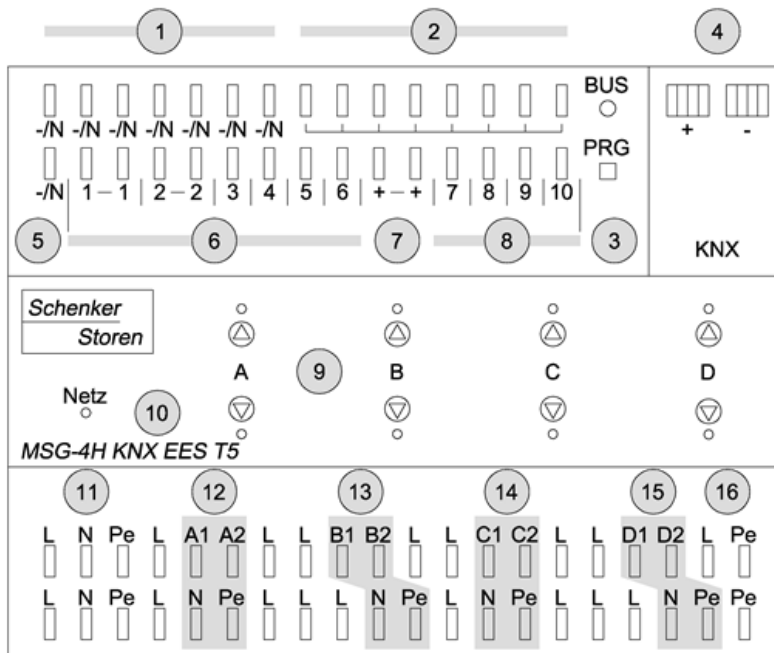 1 2 4
BUS
-/N -/N -/N -/N -/N -/N -/N
+ -
PRG
-/N 1 – 1 2 – 2 3 4 5 6 + – + 7 8 9 10
5 6 7 8 3
KNX
Schenker
Storen
A 9 B C D
Netz
10
MSG-4H KNX EES T5
11 12 13 14 15 16
L N Pe L A1 A2 L L B1 B2 L L C1 C2 L L D1 D2 L Pe
L N Pe L N Pe L L L N Pe L N Pe L L L N Pe Pe